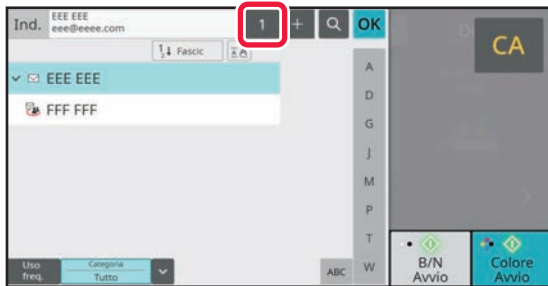 Ind.
EEE EEE
eee@eeee.com
1
+
OK
CA
1 Fascic
EEE EEE
FFF FFF
A
D
G
J
M
P
T
W
ABC
Uso
freq.
Categoria
Tutto
B/N
Avvio
Colore
Avvio